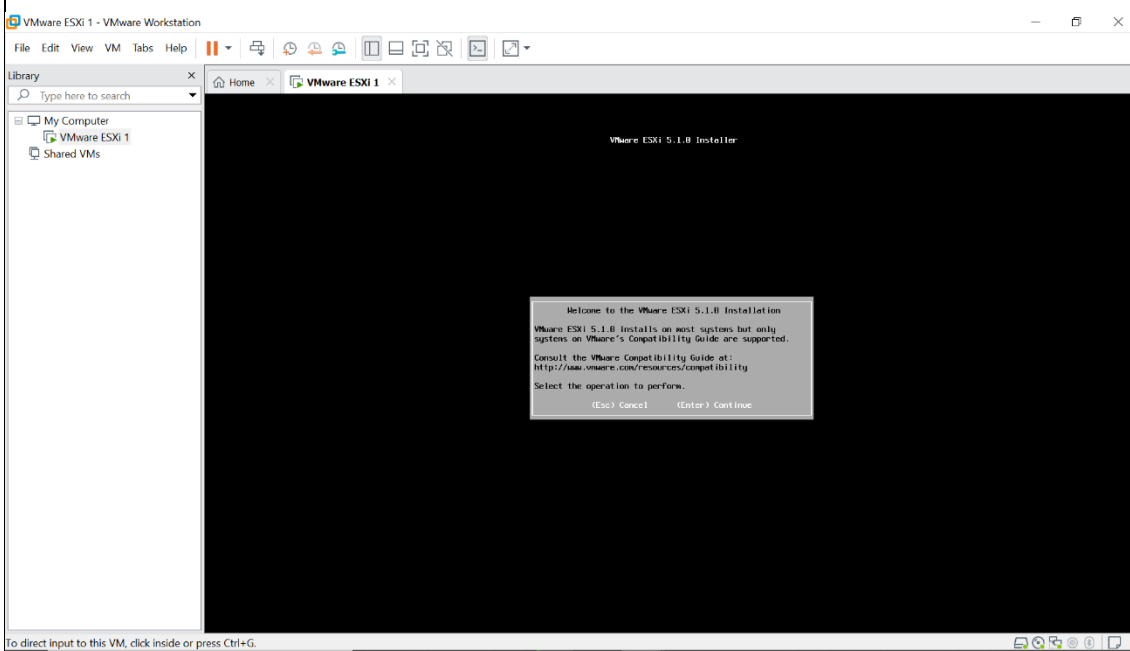 VMware ESXi 1 - VMware Workstation
File Edit View VM Tabs Help
Library
Type here to search
My Computer
VMware ESXi 1
Shared VMs
Home
VMware ESXi 1
VMware ESXi 5.1.0 Installer
Welcome to the VMware ESXi 5.1.0 Installation
VMware ESXi 5.1.0 installs on most systems but only
systems on VMware's Compatibility Guide are supported.
Consult the VMware Compatibility Guide at:
http://www.vmware.com/resources/compatibility
Select the operation to perform.
(Esc) Cancel (Enter) Continue
To direct input to this VM, click inside or press Ctrl+G.